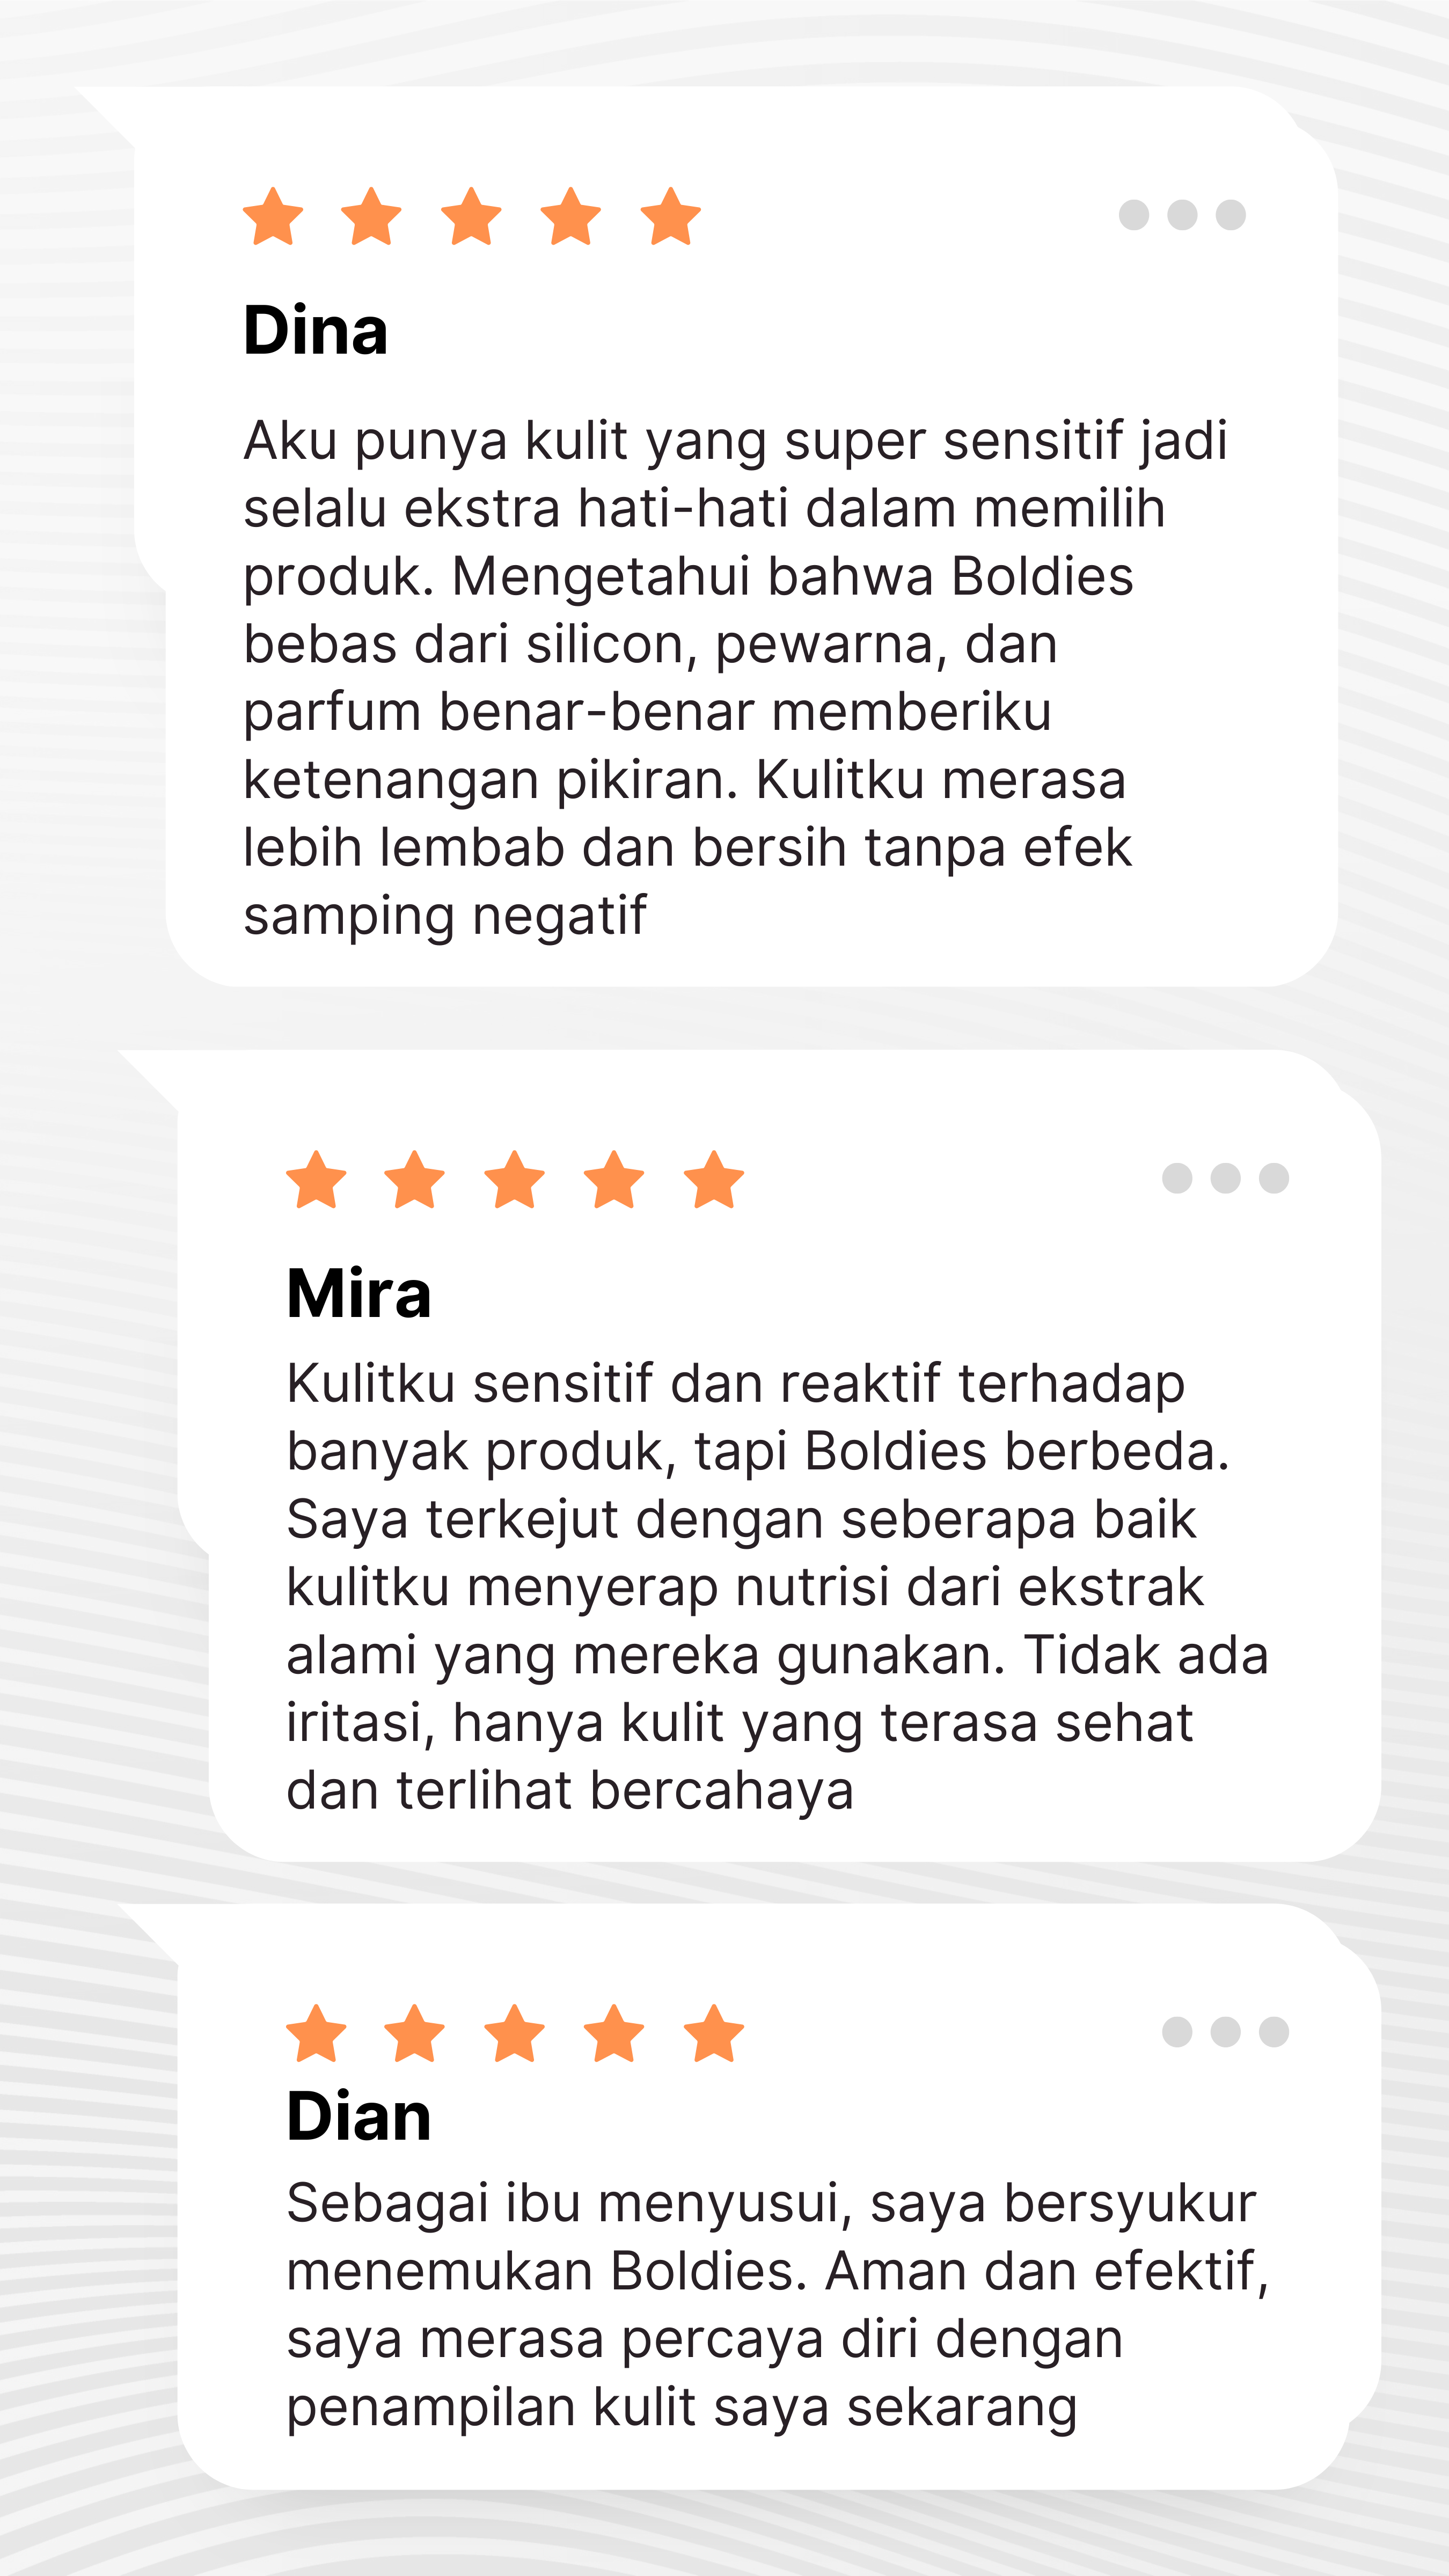 Dina
Aku punya kulit yang super sensitif jadi
selalu ekstra hati-hati dalam memilih
produk. Mengetahui bahwa Boldies
bebas dari silicon, pewarna, dan
parfum benar-benar memberiku
ketenangan pikiran. Kulitku merasa
lebih lembab dan bersih tanpa efek
samping negatif
Mira
Kulitku sensitif dan reaktif terhadap
banyak produk, tapi Boldies berbeda.
Saya terkejut dengan seberapa baik
kulitku menyerap nutrisi dari ekstrak
alami yang mereka gunakan. Tidak ada
iritasi, hanya kulit yang terasa sehat
dan terlihat bercahaya
Dian
Sebagai ibu menyusui, saya bersyukur
menemukan Boldies. Aman dan efektif,
saya merasa percaya diri dengan
penampilan kulit saya sekarang